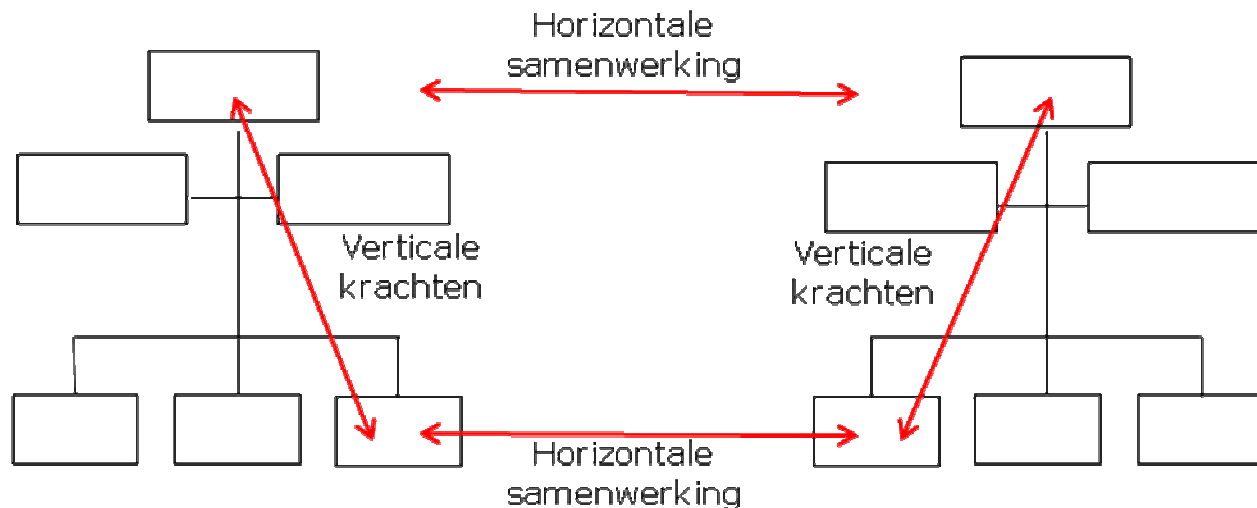 Horizontale
samenwerking
Verticale
krachten
Verticale
krachten
Horizontale
samenwerking